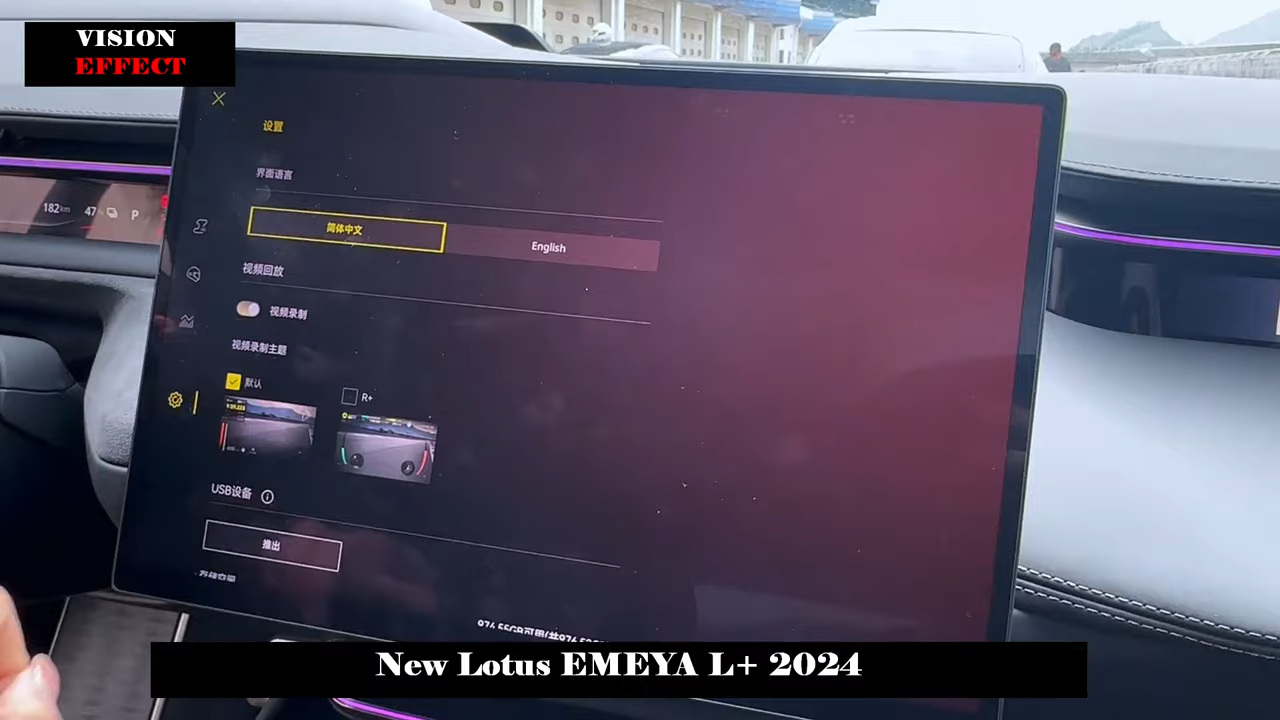 VISION
EFFECT
设置
界面语言
简体中文
English
视频回放
视频录制
视频录制主题
默认
R+
USB设备
推出
182km
47
P
New Lotus EMEYA L+ 2024